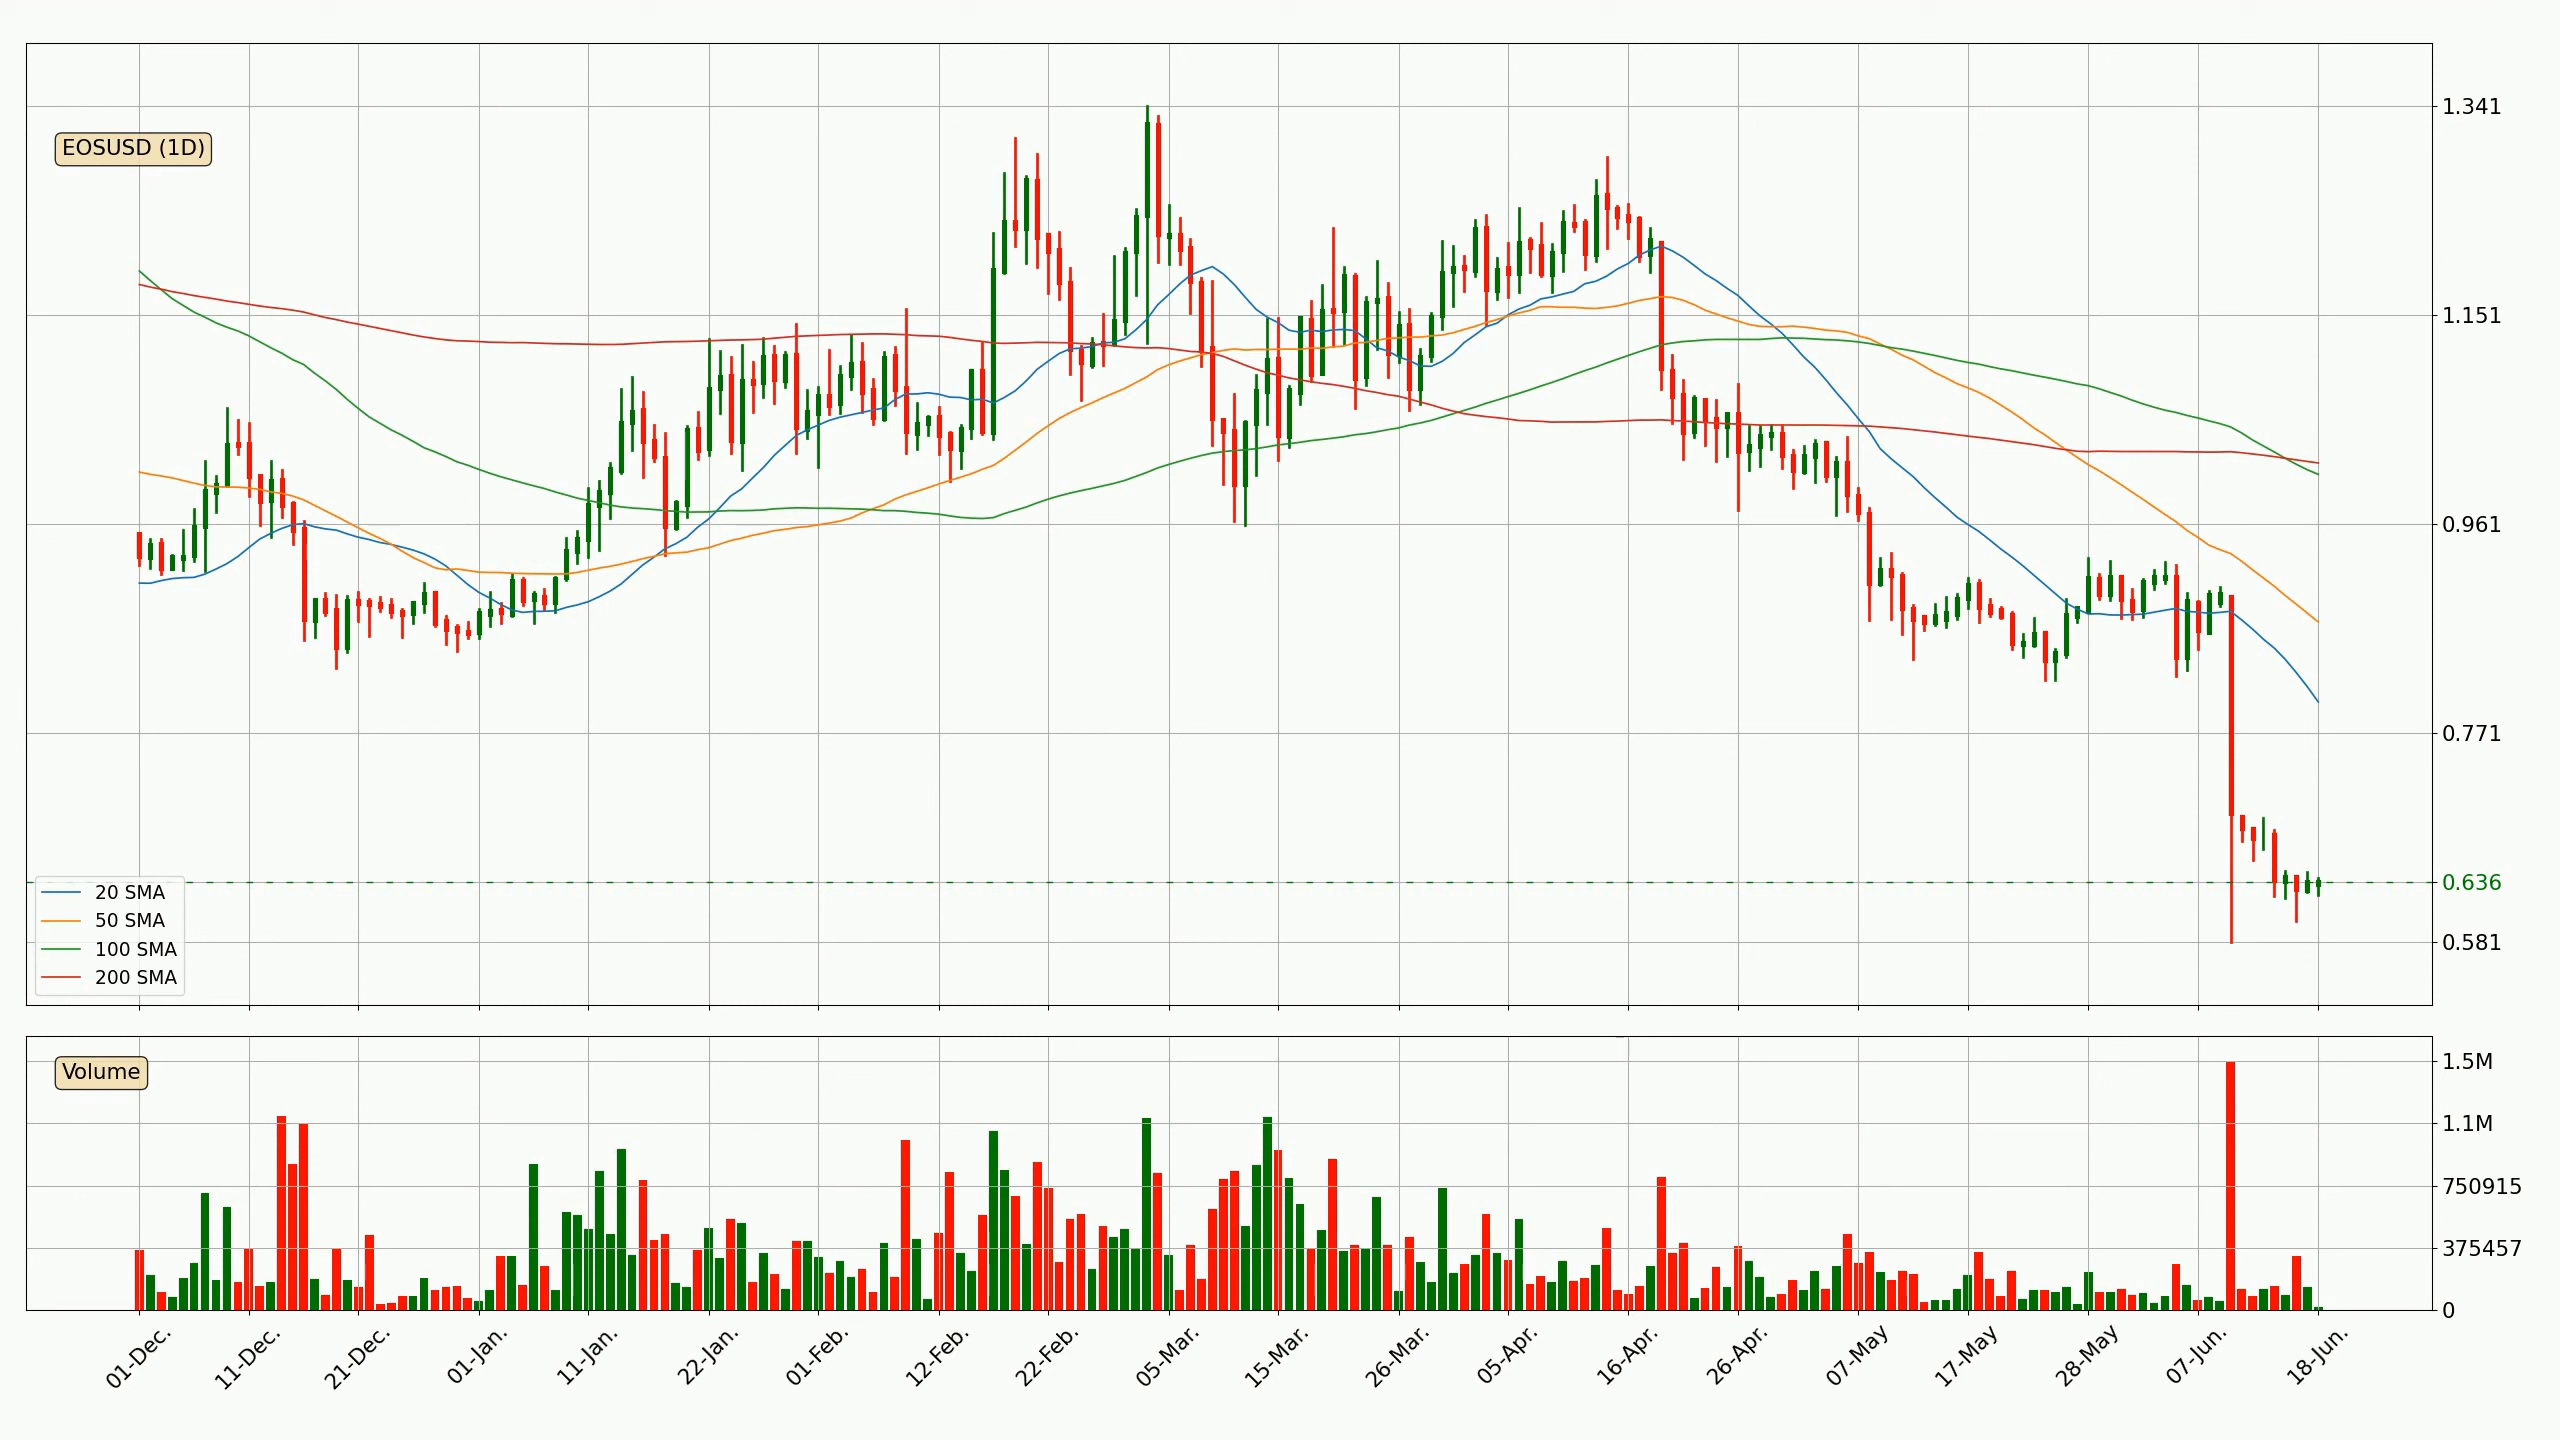 EOSUSD (1D)
1.341
1.151
0.961
0.771
0.636
0.581
20 SMA
50 SMA
100 SMA
200 SMA
Volume
1.5M
1.1M
750915
375457
0
01-Dec.
11-Dec.
21-Dec.
01-Jan.
11-Jan.
22-Jan.
01-Feb.
12-Feb.
22-Feb.
05-Mar.
15-Mar.
26-Mar.
05-Apr.
16-Apr.
26-Apr.
07-May
17-May
28-May
07-Jun.
18-Jun.